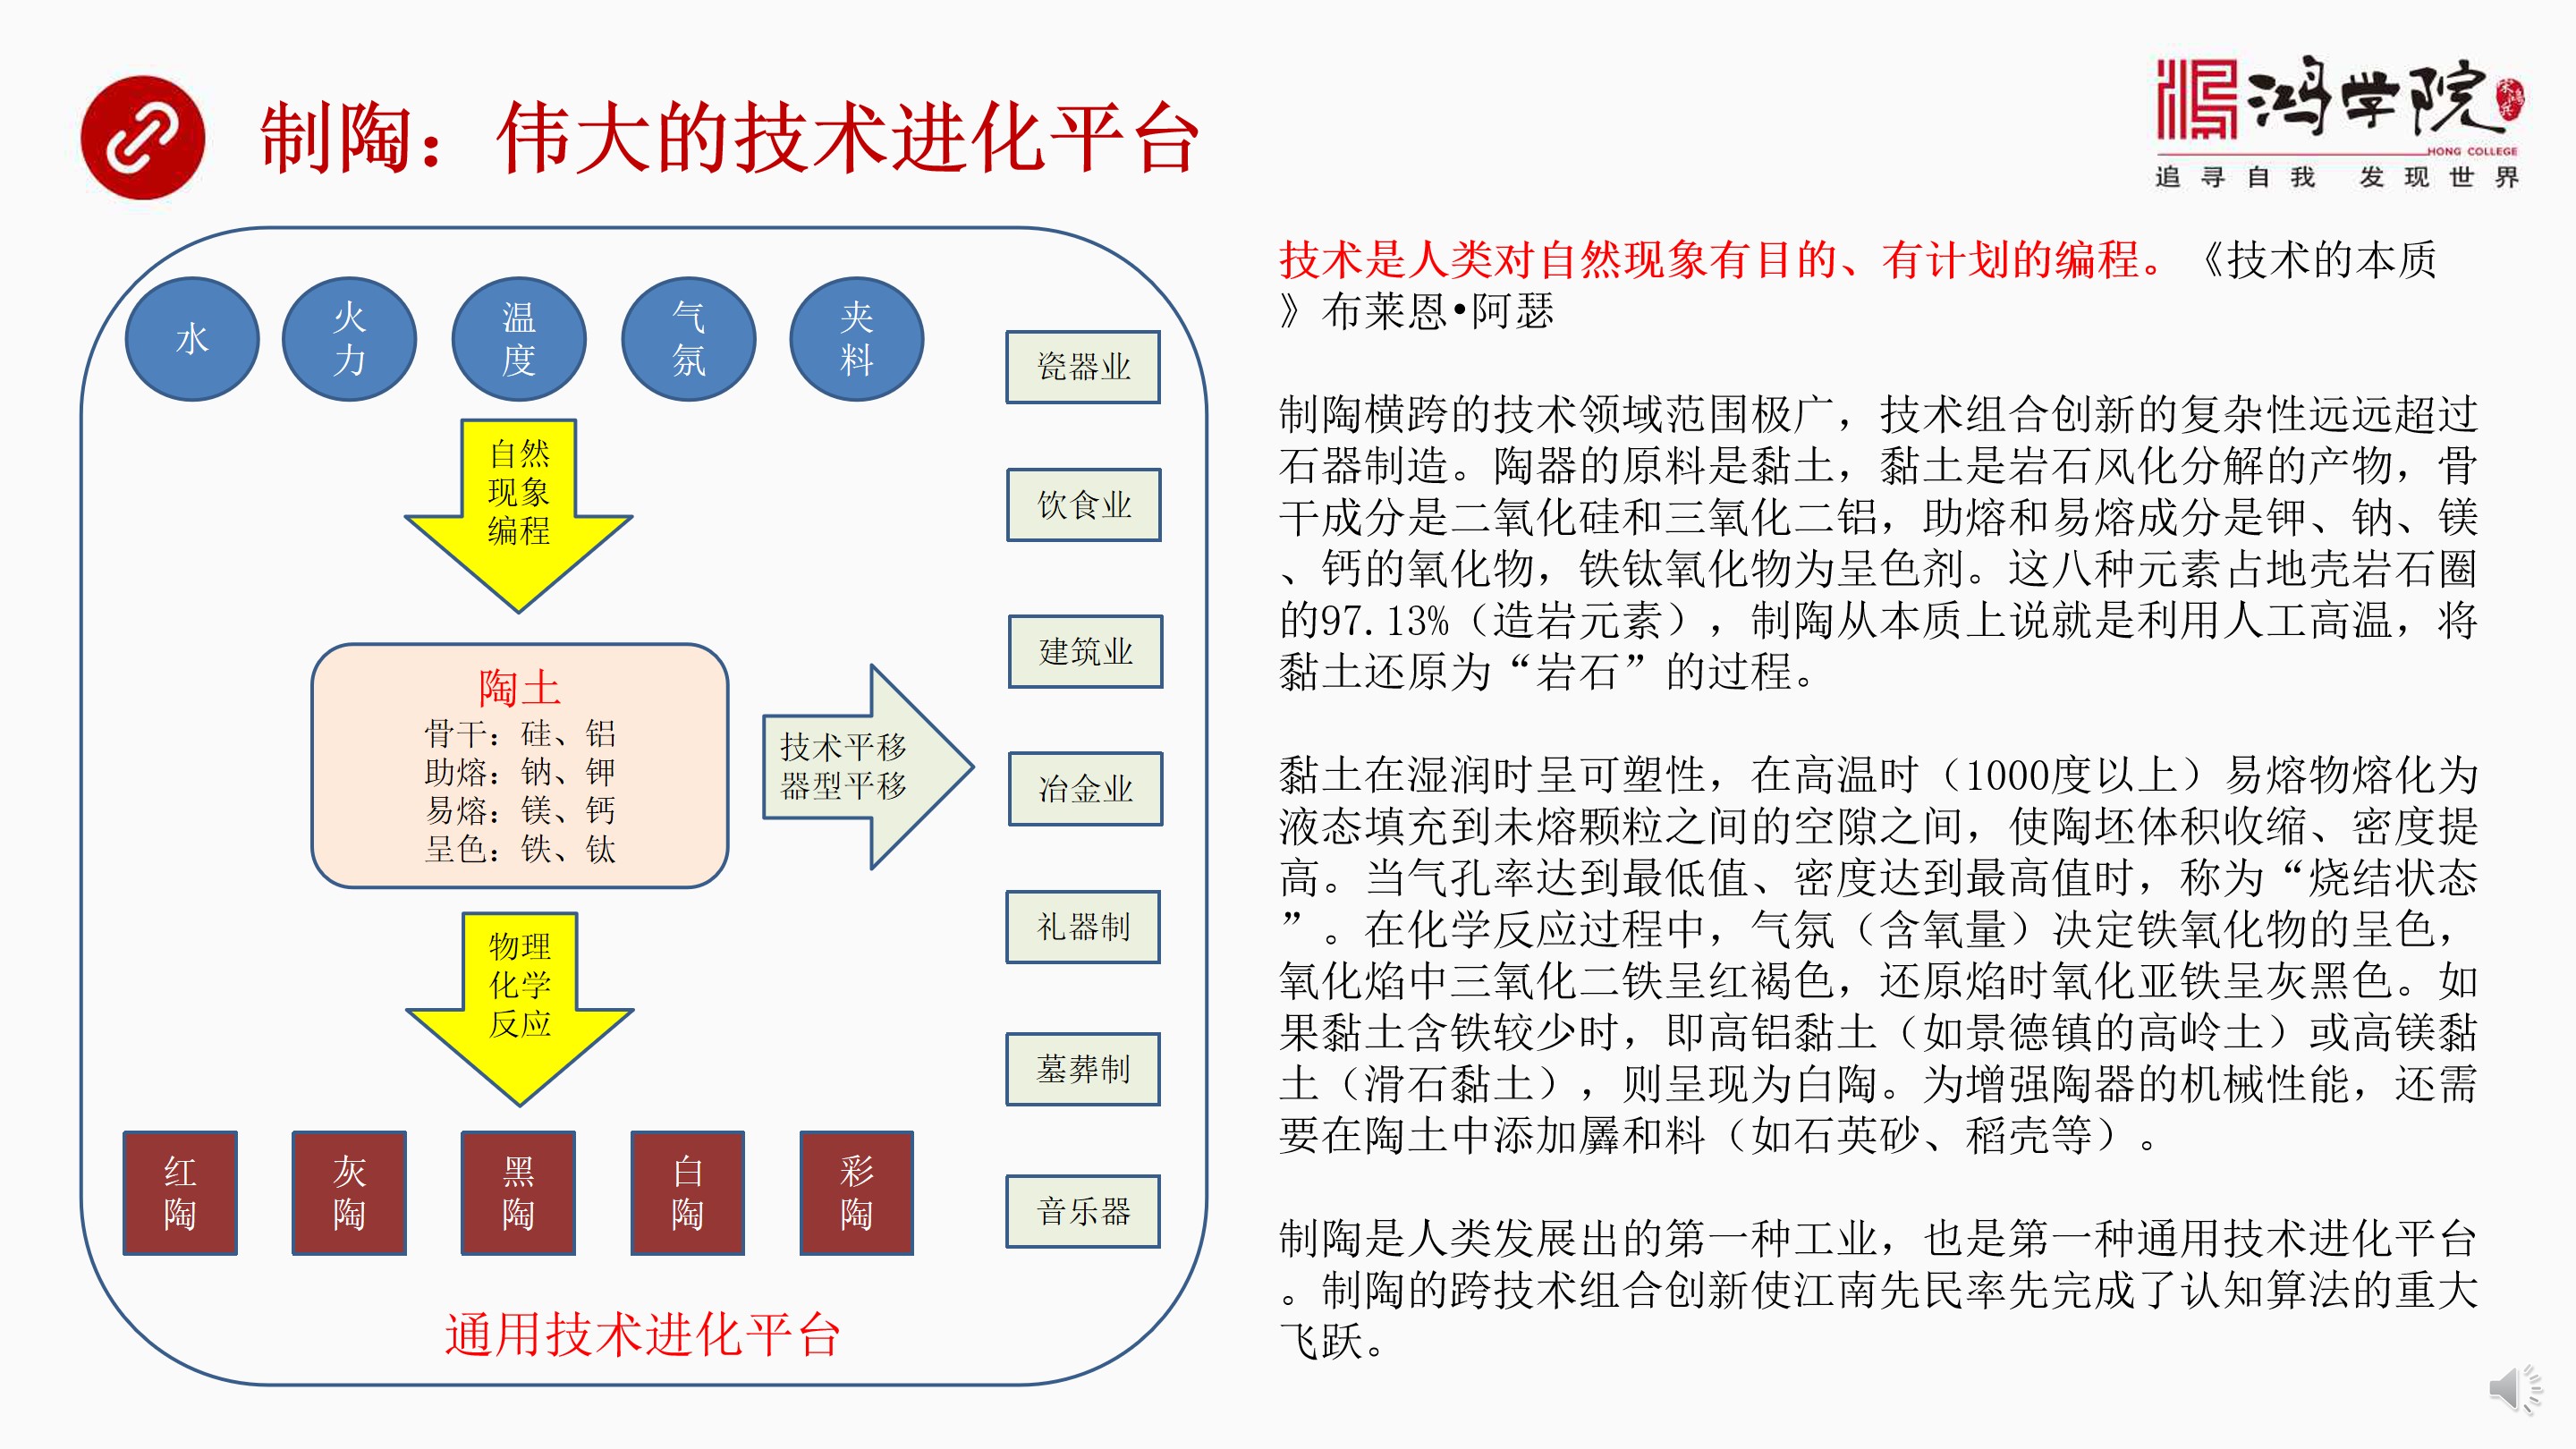 制陶：伟大的技术进化平台
鸿学院
HONG COLLEGE
追寻自我 发现世界
水
火
力
温
度
气
氛
夹
料
自然
现象
编程
陶土
骨干：硅、铝
助熔：钠、钾
易熔：镁、钙
呈色：铁、钛
技术平移
器型平移
物理
化学
反应
红
陶
灰
陶
黑
陶
白
陶
彩
陶
瓷器业
饮食业
建筑业
冶金业
礼器制
墓葬制
音乐器
通用技术进化平台
技术是人类对自然现象有目的、有计划的编程。《技术的本质
》布莱恩•阿瑟
制陶横跨的技术领域范围极广，技术组合创新的复杂性远远超过
石器制造。陶器的原料是黏土，黏土是岩石风化分解的产物，骨
干成分是二氧化硅和三氧化二铝，助熔和易熔成分是钾、钠、镁
、钙的氧化物，铁钛氧化物为呈色剂。这八种元素占地壳岩石圈
的97.13%（造岩元素），制陶从本质上说就是利用人工高温，将
黏土还原为“岩石”的过程。
黏土在湿润时呈可塑性，在高温时（1000度以上）易熔物熔化为
液态填充到未熔颗粒之间的空隙之间，使陶坯体积收缩、密度提
高。当气孔率达到最低值、密度达到最高值时，称为“烧结状态
”。在化学反应过程中，气氛（含氧量）决定铁氧化物的呈色，
氧化焰中三氧化二铁呈红褐色，还原焰时氧化亚铁呈灰黑色。如
果黏土含铁较少时，即高铝黏土（如景德镇的高岭土）或高镁黏
土（滑石黏土），则呈现为白陶。为增强陶器的机械性能，还需
要在陶土中添加羼和料（如石英砂、稻壳等）。
制陶是人类发展出的第一种工业，也是第一种通用技术进化平台
。制陶的跨技术组合创新使江南先民率先完成了认知算法的重大
飞跃。